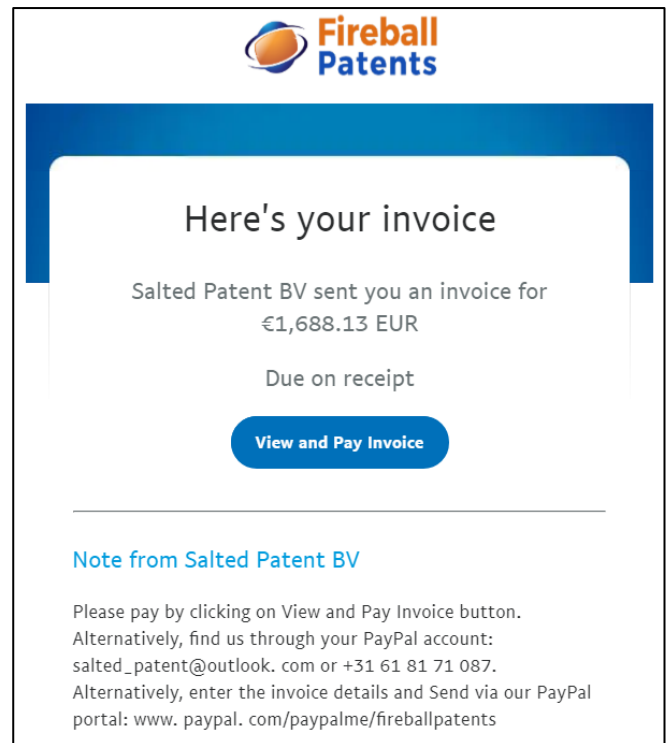 Fireball
Patents
Here's your invoice
Salted Patent BV sent you an invoice for
€1,688.13 EUR
Due on receipt
View and Pay Invoice
Note from Salted Patent BV
Please pay by clicking on View and Pay Invoice button.
Alternatively, find us through your PayPal account:
salted_patent@outlook. com or +31 61 81 71 087.
Alternatively, enter the invoice details and Send via our PayPal
portal: www. paypal. com/paypalme/fireballpatents